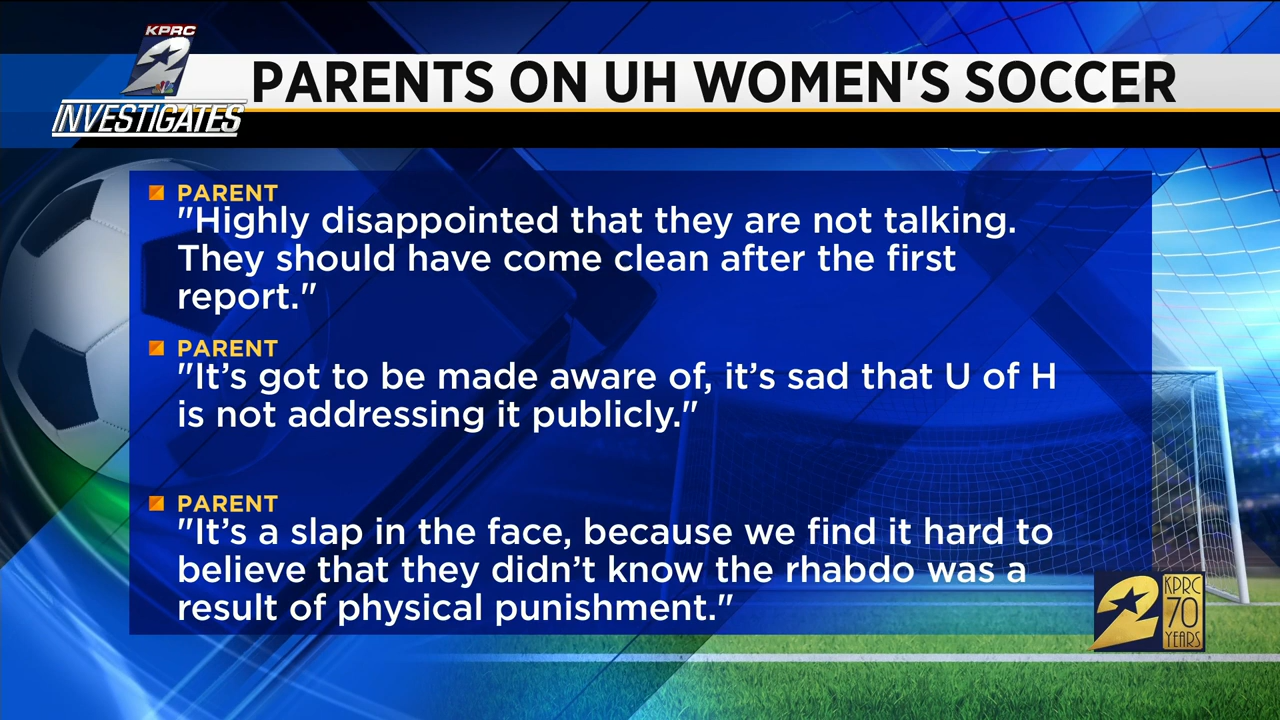 KPRC
2
INVESTIGATES
PARENTS ON UH WOMEN'S SOCCER
PARENT
"Highly disappointed that they are not talking.
They should have come clean after the first
report."
PARENT
"It’s got to be made aware of, it’s sad that U of H
is not addressing it publicly."
PARENT
"It’s a slap in the face, because we find it hard to
believe that they didn’t know the rhabdo was a
result of physical punishment."
2
KPRC
70
YEARS